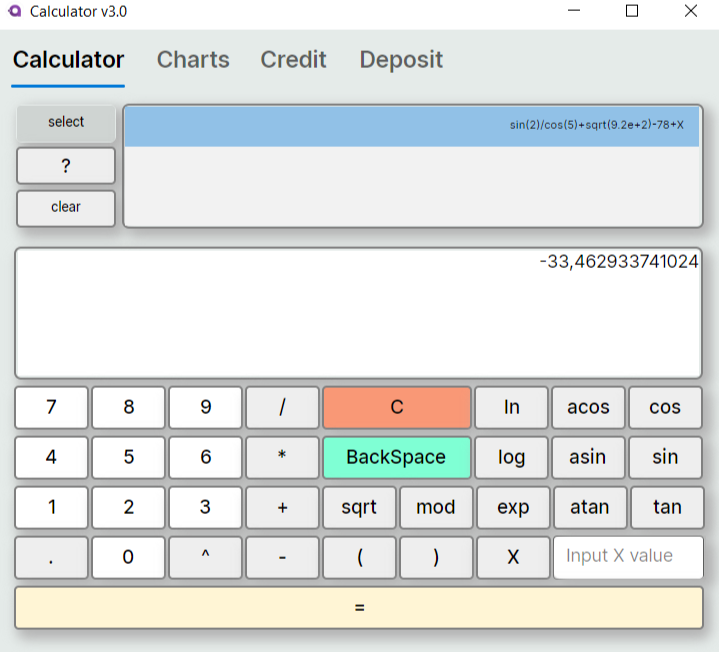 Calculator v3.0
Calculator Charts Credit Deposit
select
sin(2)/cos(5)+sqrt(9.2e+2)-78+X
?
clear
-33,462933741024
7 8 9 / C ln acos cos
4 5 6 * BackSpace log asin sin
1 2 3 + sqrt mod exp atan tan
. 0 ^ - ( ) X Input X value
=